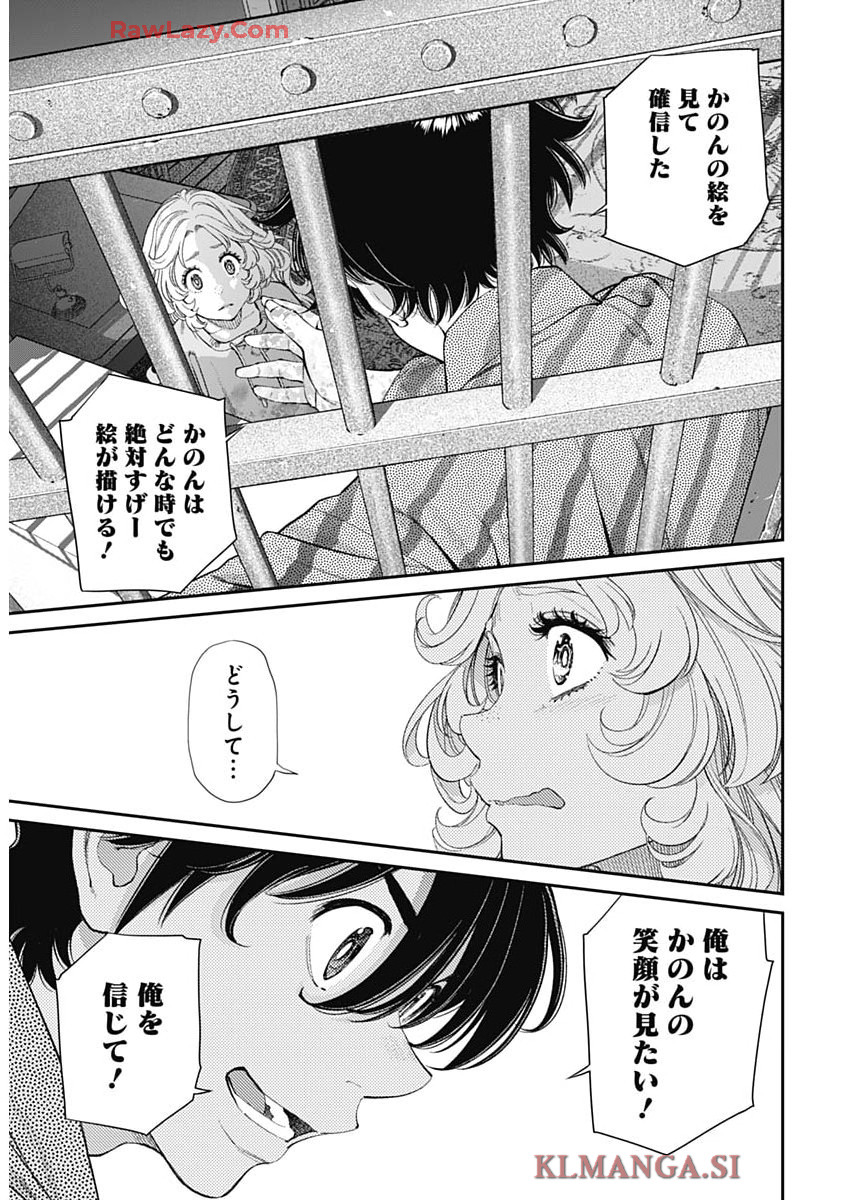 RawLazy.Com
かのんの絵を
見て
確信した
かのんは
どんな時でも
絶対すげー
絵が描ける！
どうして…
俺は
かのんの
笑顔が見たい！
俺を
信じて！
KLMANGA.SI